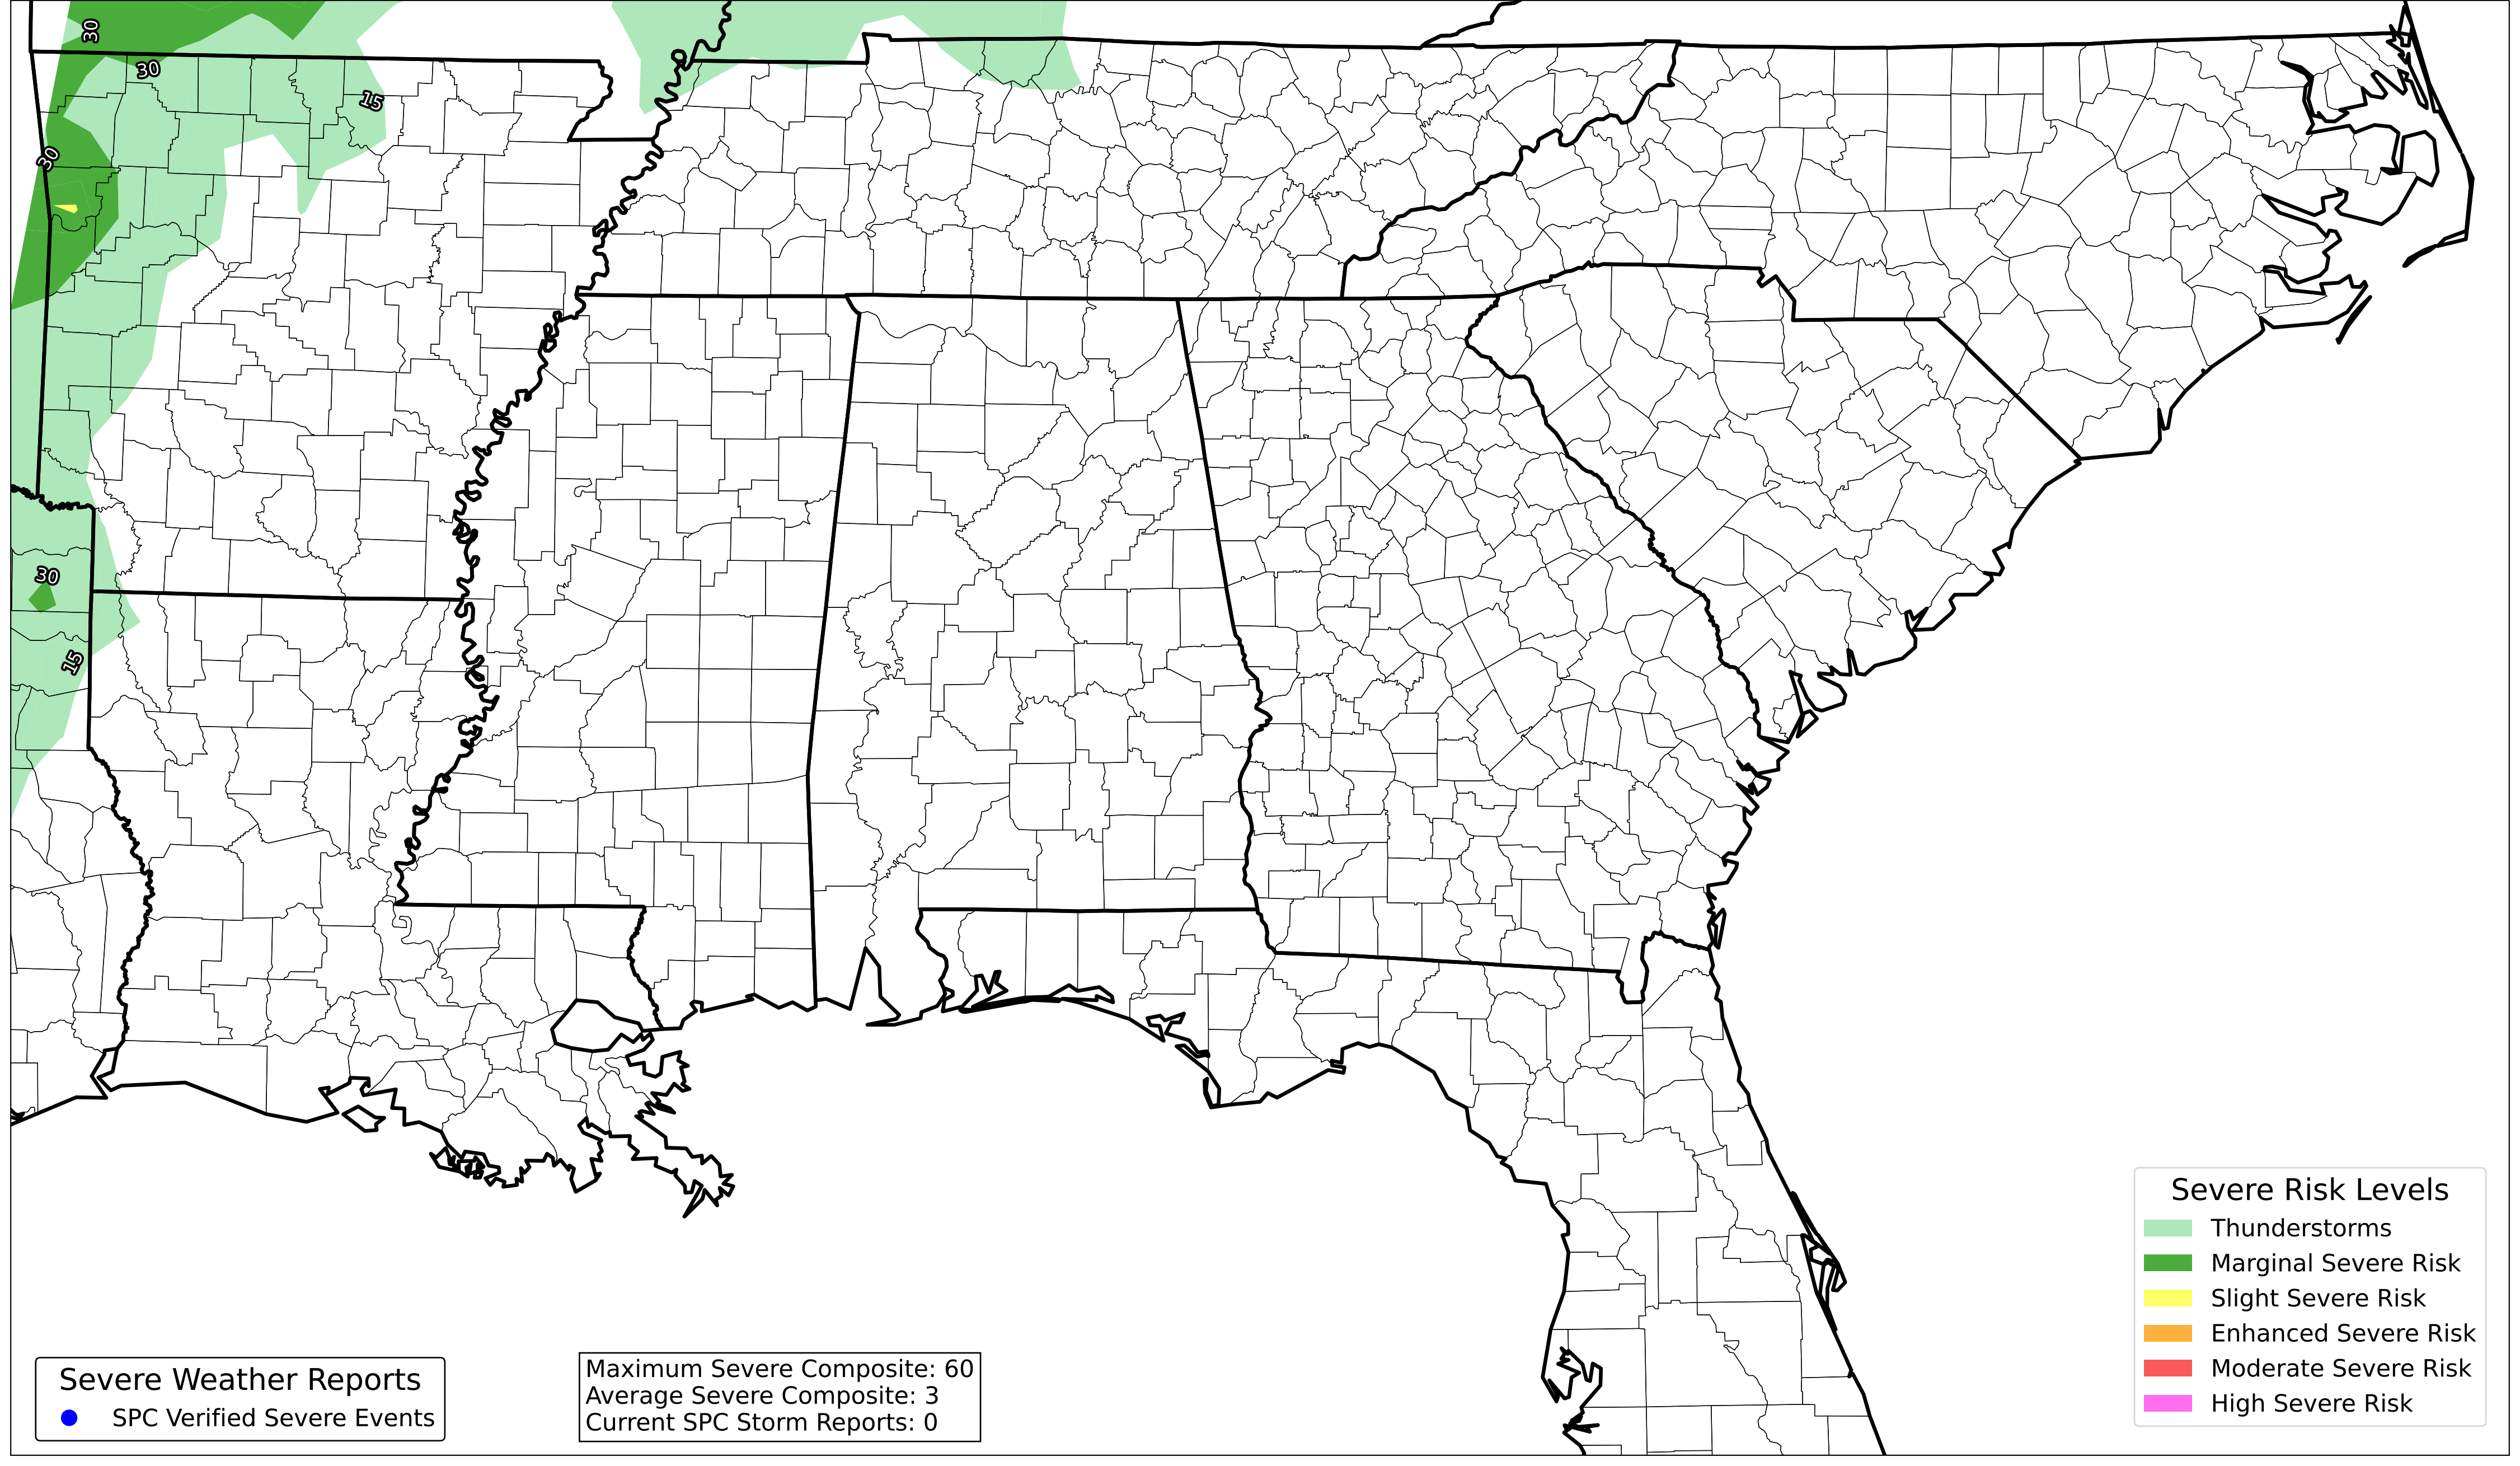 30
30
15
30
30
15
Severe Risk Levels
Thunderstorms
Marginal Severe Risk
Slight Severe Risk
Enhanced Severe Risk
Moderate Severe Risk
High Severe Risk
Severe Weather Reports
SPC Verified Severe Events
Maximum Severe Composite: 60
Average Severe Composite: 3
Current SPC Storm Reports: 0